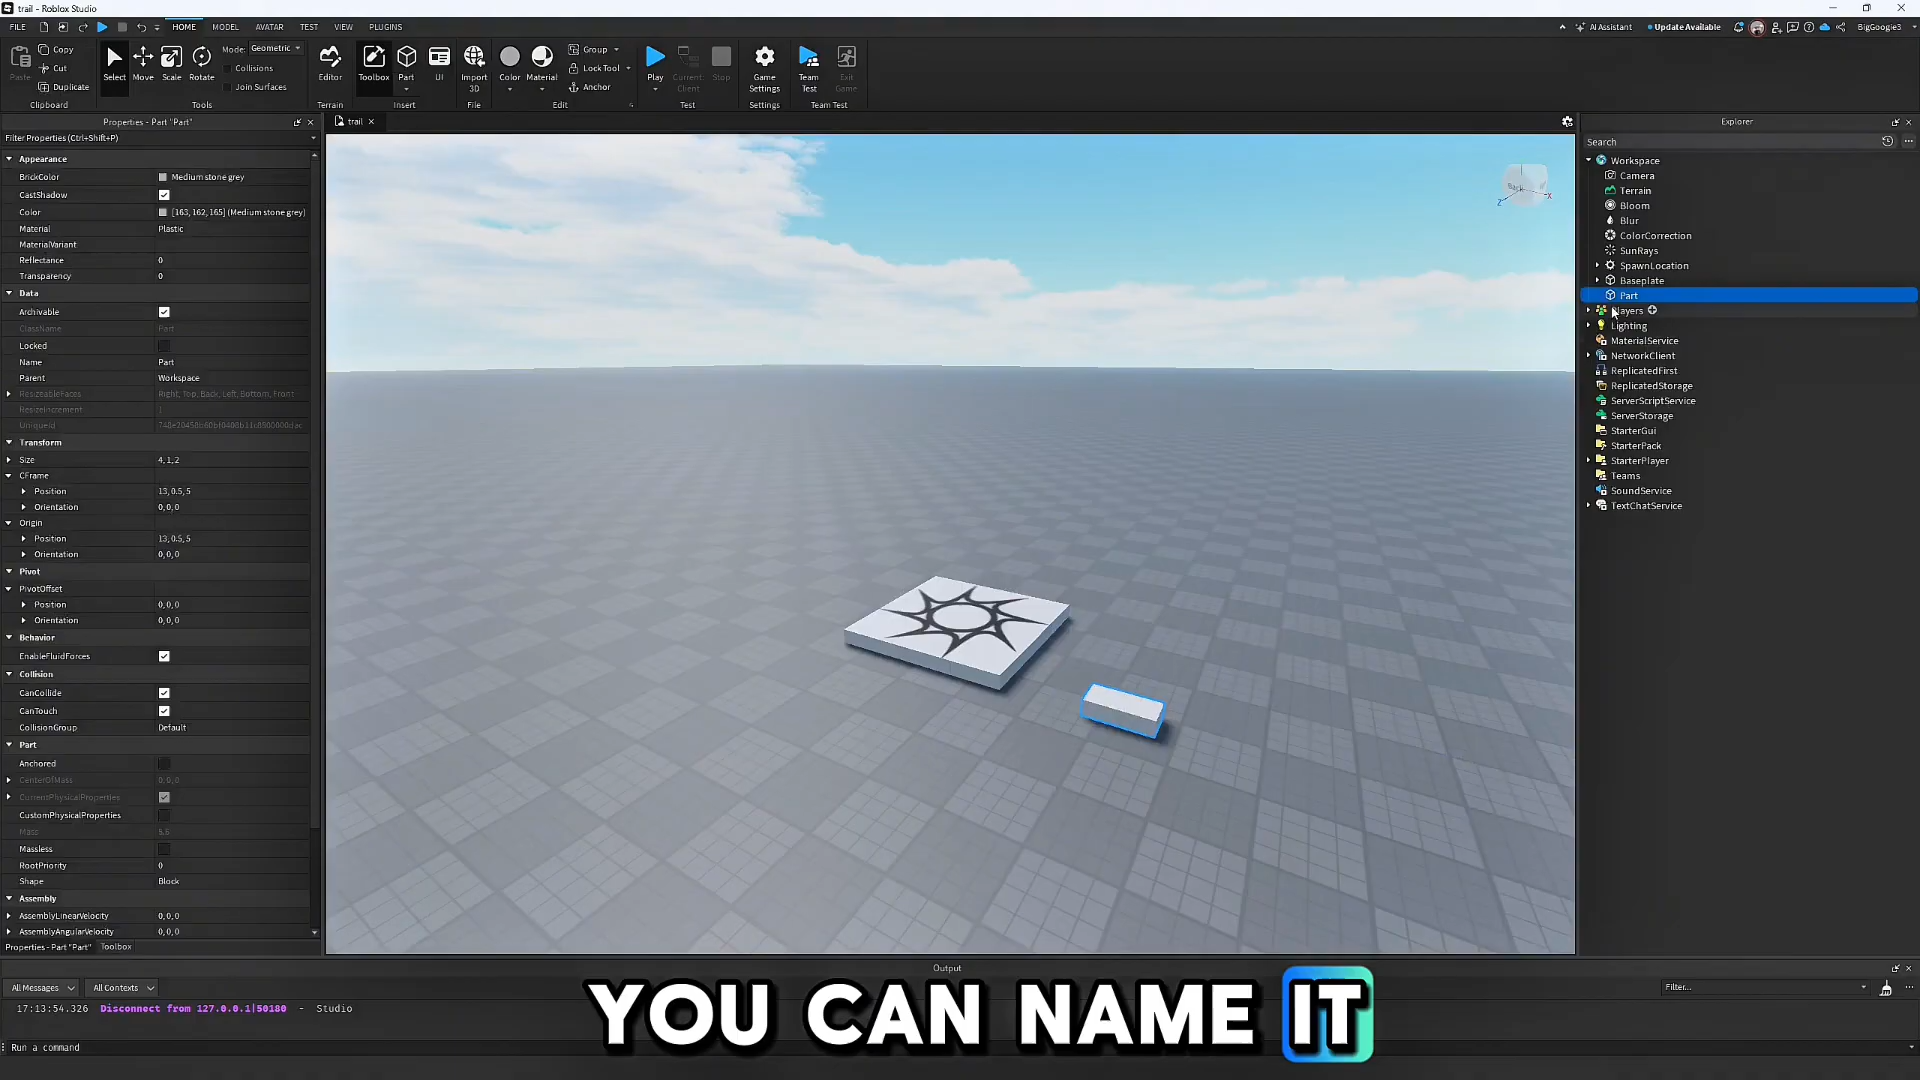 trail - Roblox Studio
FILE HOME MODEL AVATAR TEST VIEW PLUGINS AI Assistant Update Available BigGoogie3
Paste Copy Cut Duplicate Clipboard
Select Move Scale Rotate Mode: Geometric Collisions Join Surfaces Tools
Editor Terrain
Toolbox Part UI Insert
Import 3D File
Color Material Group Lock Tool Anchor Edit
Play Current: Client Stop Test
Game Settings Settings
Team Test Exit Game Team Test
Properties - Part "Part"
Filter Properties (Ctrl+Shift+P)
Appearance
BrickColor Medium stone grey
CastShadow
Color [163, 162, 165] (Medium stone grey)
Material Plastic
MaterialVariant
Reflectance 0
Transparency 0
Data
Archivable
ClassName Part
Locked
Name Part
Parent Workspace
ResizeableFaces Right, Top, Back, Left, Bottom, Front
ResizeIncrement 1
UniqueId
Transform
Size 4, 1, 2
CFrame
Position 13, 0.5, 5
Orientation 0, 0, 0
Origin
Position 13, 0.5, 5
Orientation 0, 0, 0
Pivot
PivotOffset
Position 0, 0, 0
Orientation 0, 0, 0
Behavior
EnableFluidForces
Collision
CanCollide
CanTouch
CollisionGroup Default
Part
Anchored
CenterOfMass 0, 0, 0
CurrentPhysicalProperties
CustomPhysicalProperties
Mass 5.6
Massless
RootPriority 0
Shape Block
Assembly
AssemblyLinearVelocity 0, 0, 0
AssemblyAngularVelocity 0, 0, 0
Properties - Part "Part" Toolbox
trail
Back
Z X
Explorer
Search
Workspace
Camera
Terrain
Bloom
Blur
ColorCorrection
SunRays
SpawnLocation
Baseplate
Part
Players
Lighting
MaterialService
NetworkClient
ReplicatedFirst
ReplicatedStorage
ServerScriptService
ServerStorage
StarterGui
StarterPack
StarterPlayer
Teams
SoundService
TextChatService
Output
All Messages All Contexts Filter...
17:13:54.326 Disconnect from 127.0.0.1|50180 - Studio
YOU CAN NAME IT
Run a command